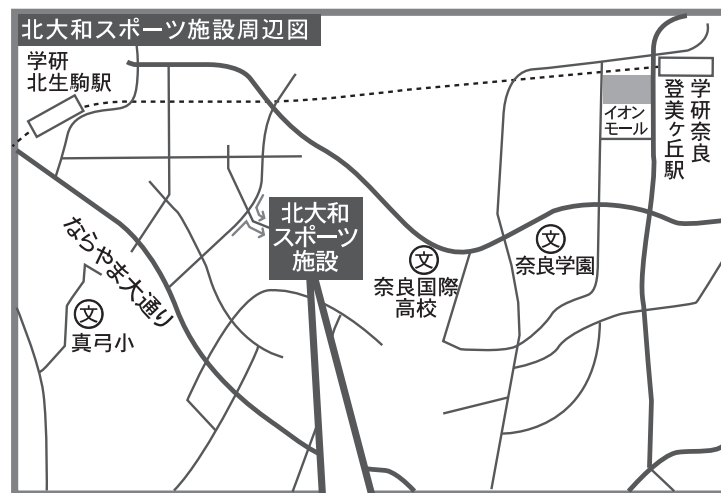 北大和スポーツ施設周辺図
学研
北生駒駅
学研奈良
登美ヶ丘駅
イオン
モール
北大和
スポーツ
施設
文
奈良学園
文
奈良国際
高校
ならやま大通り
文
真弓小